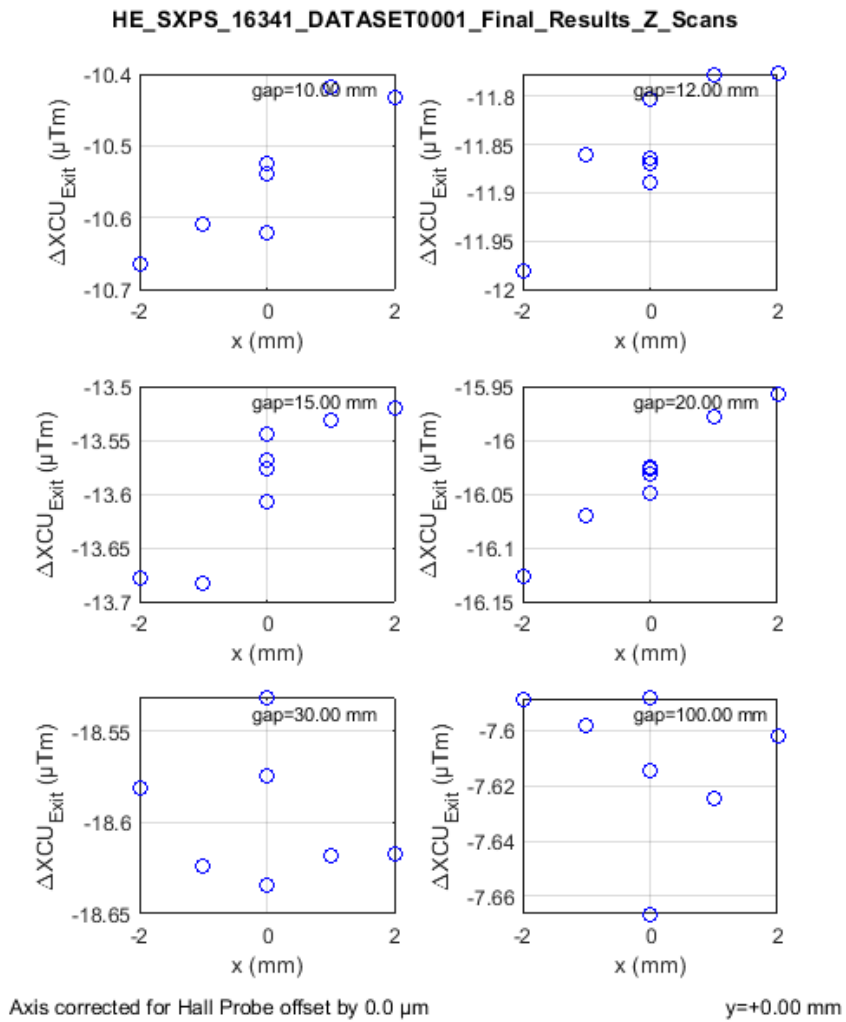 HE_SXPS_16341_DATASET0001_Final_Results_Z_Scans
gap=10.00 mm
-10.4
-10.5
-10.6
-10.7
ΔXCU_Exit (µTm)
-2 0 2
x (mm)
gap=12.00 mm
-11.8
-11.85
-11.9
-11.95
-12
ΔXCU_Exit (µTm)
-2 0 2
x (mm)
gap=15.00 mm
-13.5
-13.55
-13.6
-13.65
-13.7
ΔXCU_Exit (µTm)
-2 0 2
x (mm)
gap=20.00 mm
-15.95
-16
-16.05
-16.1
-16.15
ΔXCU_Exit (µTm)
-2 0 2
x (mm)
gap=30.00 mm
-18.55
-18.6
-18.65
ΔXCU_Exit (µTm)
-2 0 2
x (mm)
gap=100.00 mm
-7.6
-7.62
-7.64
-7.66
ΔXCU_Exit (µTm)
-2 0 2
x (mm)
Axis corrected for Hall Probe offset by 0.0 µm
y=+0.00 mm